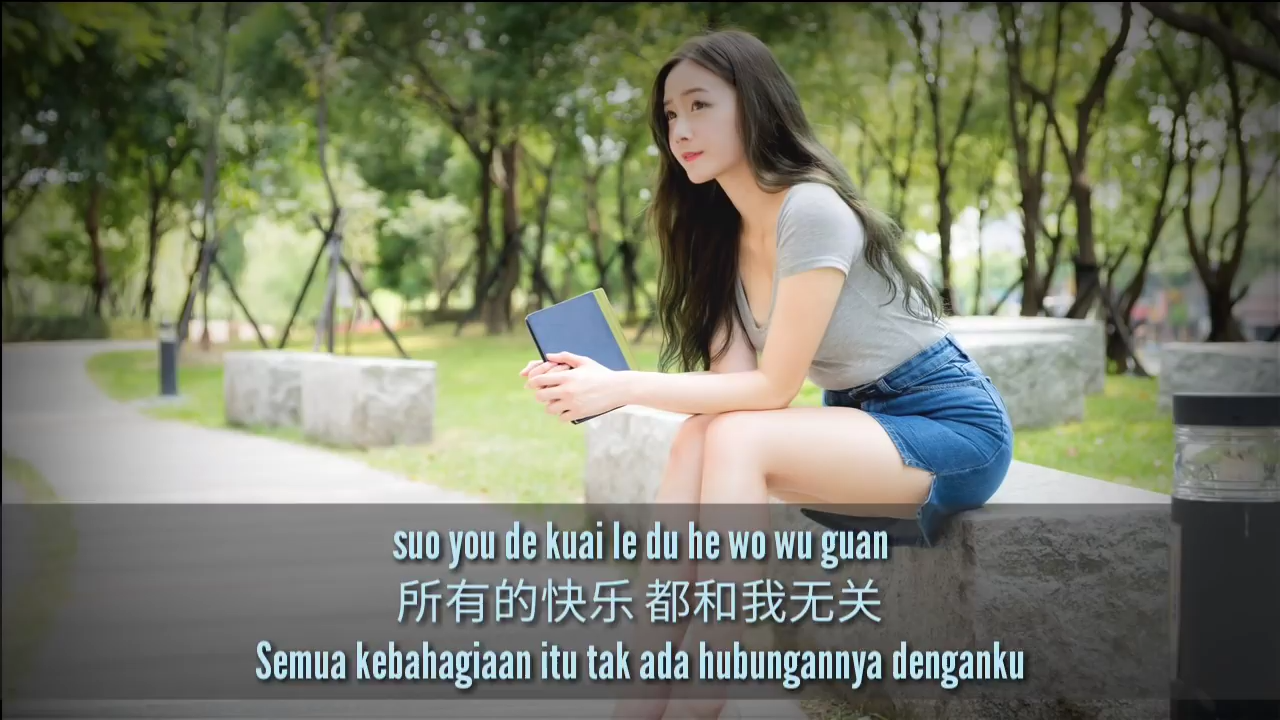 suo you de kuai le du he wo wu guan
所有的快乐 都和我无关
Semua kebahagiaan itu tak ada hubungannya denganku